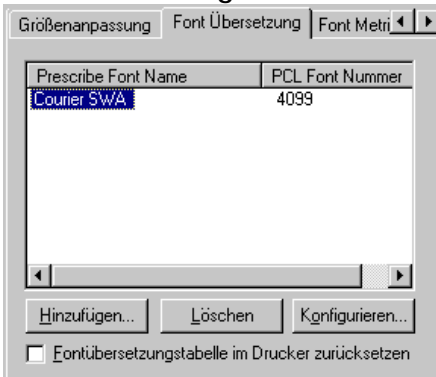 Größenanpassung Font Übersetzung Font Metri
Prescribe Font Name PCL Font Nummer
Courier SWA 4099
Hinzufügen... Löschen Konfigurieren...
Fontübersetzungstabelle im Drucker zurücksetzen